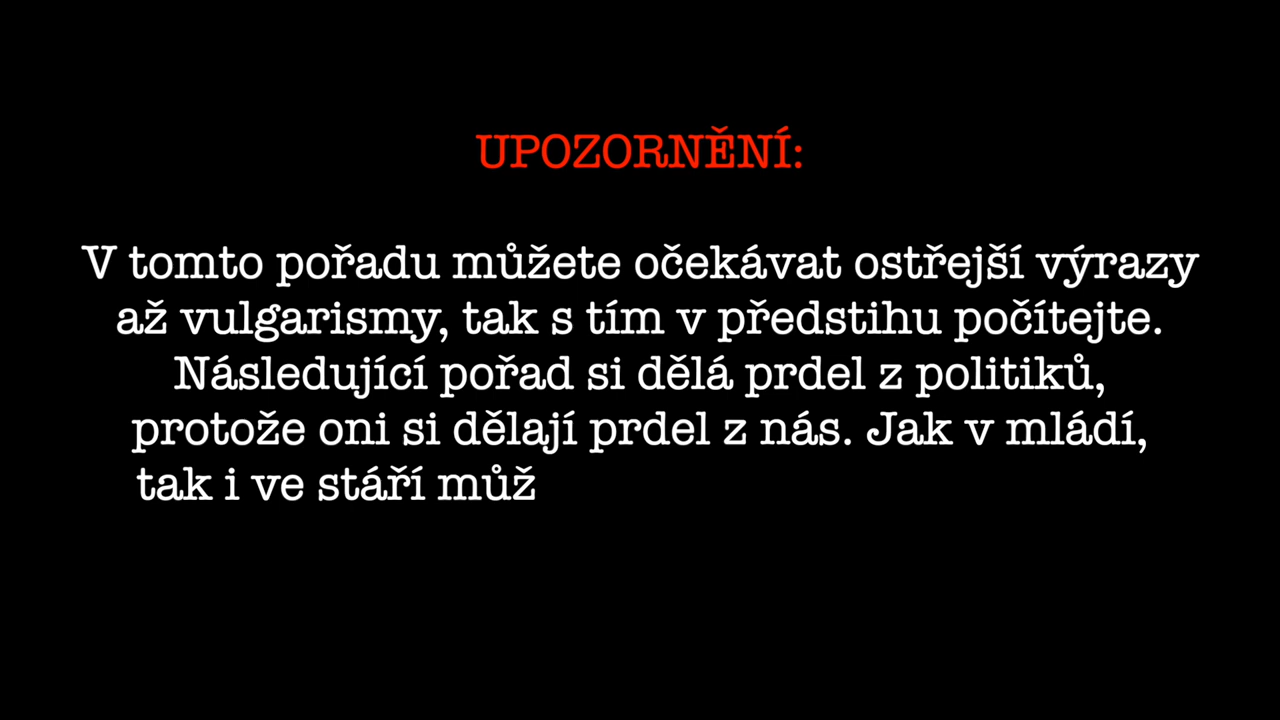 UPOZORNĚNÍ:
V tomto pořadu můžete očekávat ostřejší výrazy
až vulgarismy, tak s tím v předstihu počítejte.
Následující pořad si dělá prdel z politiků,
protože oni si dělají prdel z nás. Jak v mládí,
tak i ve stáří můž